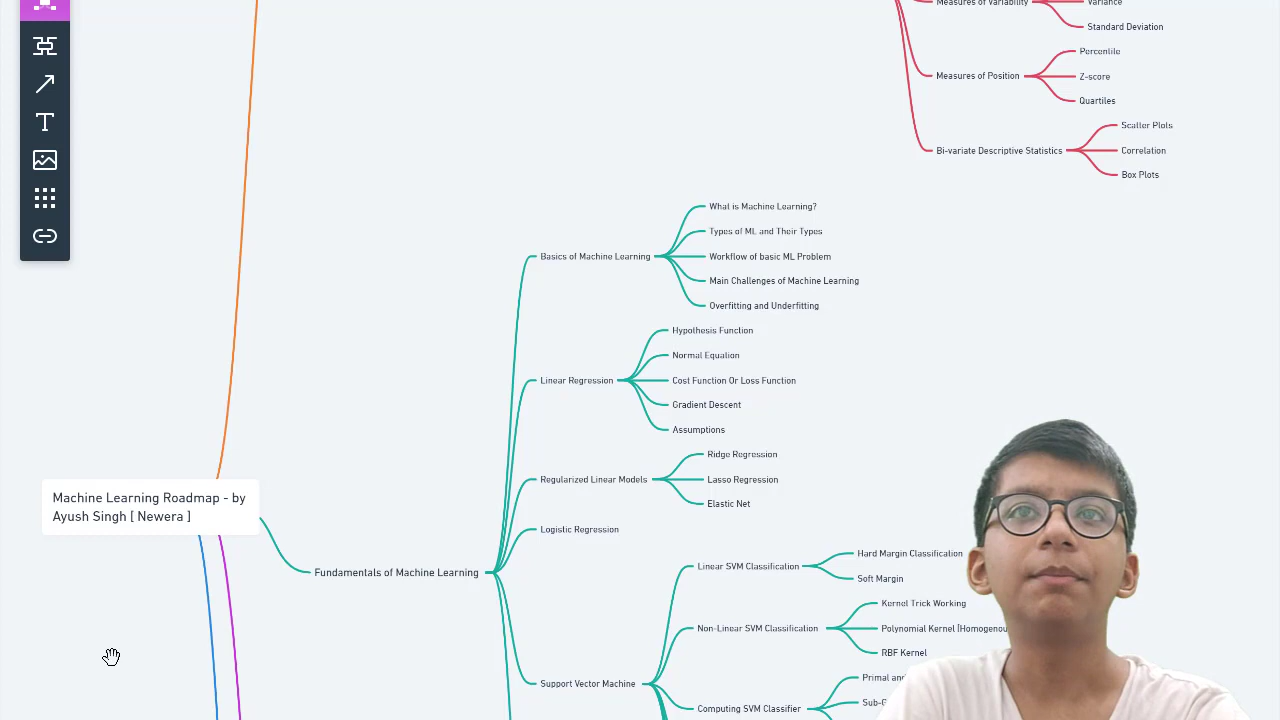 Measures of Variability
Variance
Standard Deviation
Measures of Position
Percentile
Z-score
Quartiles
Bi-variate Descriptive Statistics
Scatter Plots
Correlation
Box Plots
Machine Learning Roadmap - by
Ayush Singh [ Newera ]
Fundamentals of Machine Learning
Basics of Machine Learning
What is Machine Learning?
Types of ML and Their Types
Workflow of basic ML Problem
Main Challenges of Machine Learning
Overfitting and Underfitting
Linear Regression
Hypothesis Function
Normal Equation
Cost Function Or Loss Function
Gradient Descent
Assumptions
Regularized Linear Models
Ridge Regression
Lasso Regression
Elastic Net
Logistic Regression
Support Vector Machine
Linear SVM Classification
Hard Margin Classification
Soft Margin
Non-Linear SVM Classification
Kernel Trick Working
Polynomial Kernel
RBF Kernel
Computing SVM Classifier
Primal and